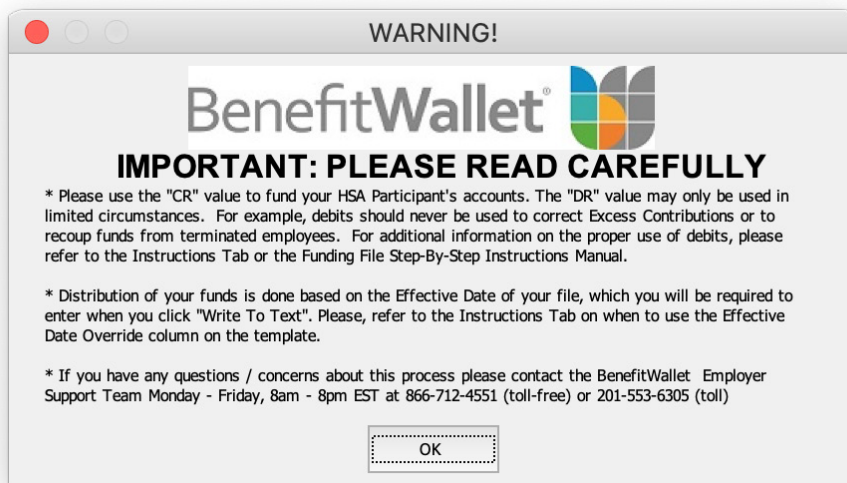 WARNING!
BenefitWallet®
IMPORTANT: PLEASE READ CAREFULLY
* Please use the "CR" value to fund your HSA Participant's accounts. The "DR" value may only be used in
limited circumstances.  For example, debits should never be used to correct Excess Contributions or to
recoup funds from terminated employees.  For additional information on the proper use of debits, please
refer to the Instructions Tab or the Funding File Step-By-Step Instructions Manual.
* Distribution of your funds is done based on the Effective Date of your file, which you will be required to
enter when you click "Write To Text". Please, refer to the Instructions Tab on when to use the Effective
Date Override column on the template.
* If you have any questions / concerns about this process please contact the BenefitWallet  Employer
Support Team Monday - Friday, 8am - 8pm EST at 866-712-4551 (toll-free) or 201-553-6305 (toll)
OK